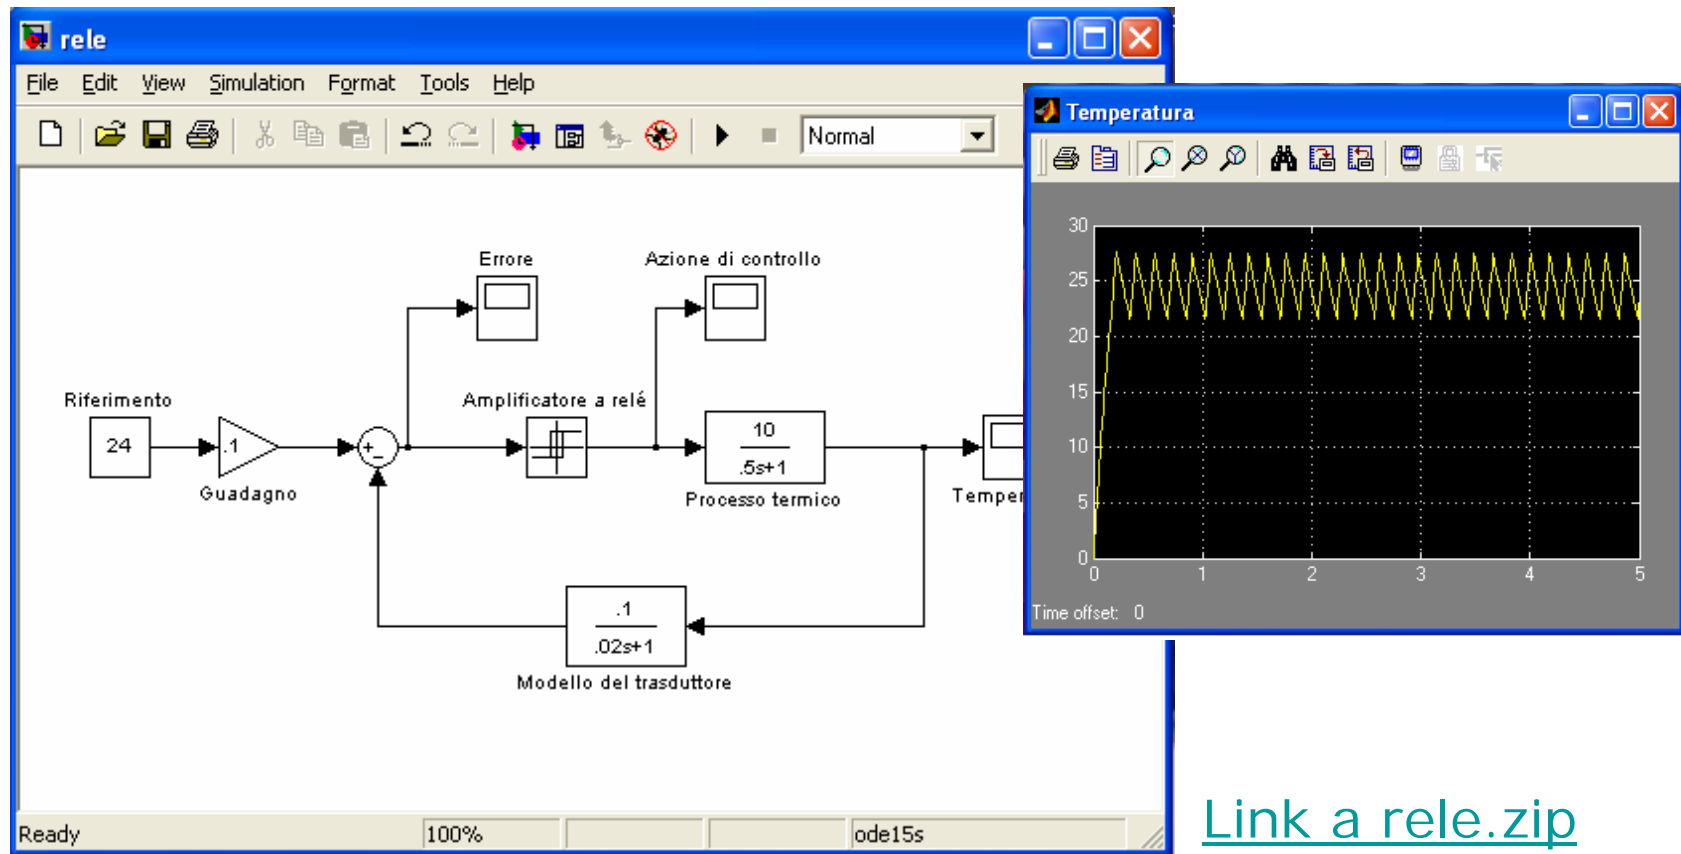 rele
File Edit View Simulation Format Tools Help
Normal
Temperatura
Errore
Azione di controllo
Riferimento
Amplificatore a relé
24
.1
Guadagno
+
−
10
.5s+1
Processo termico
Temper
.1
.02s+1
Modello del trasduttore
30
25
20
15
10
5
0
0 1 2 3 4 5
Time offset: 0
Ready 100% ode15s
Link a rele.zip